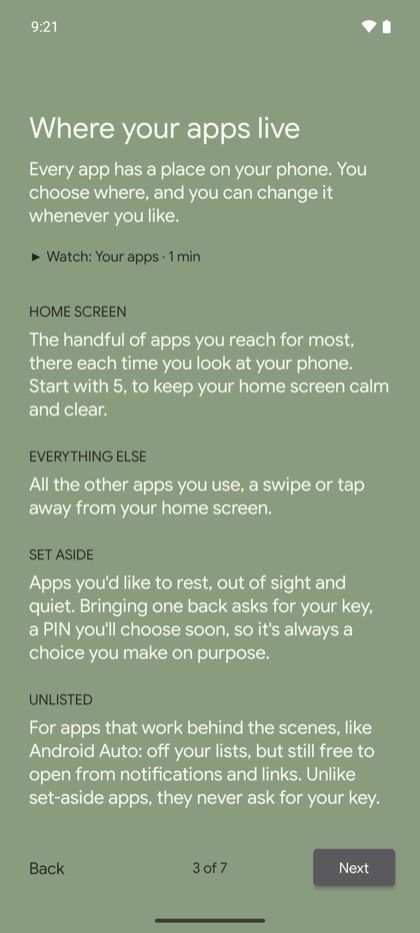 9:21
Where your apps live
Every app has a place on your phone. You
choose where, and you can change it
whenever you like.
► Watch: Your apps · 1 min
HOME SCREEN
The handful of apps you reach for most,
there each time you look at your phone.
Start with 5, to keep your home screen calm
and clear.
EVERYTHING ELSE
All the other apps you use, a swipe or tap
away from your home screen.
SET ASIDE
Apps you'd like to rest, out of sight and
quiet. Bringing one back asks for your key,
a PIN you'll choose soon, so it's always a
choice you make on purpose.
UNLISTED
For apps that work behind the scenes, like
Android Auto: off your lists, but still free to
open from notifications and links. Unlike
set-aside apps, they never ask for your key.
Back
3 of 7
Next